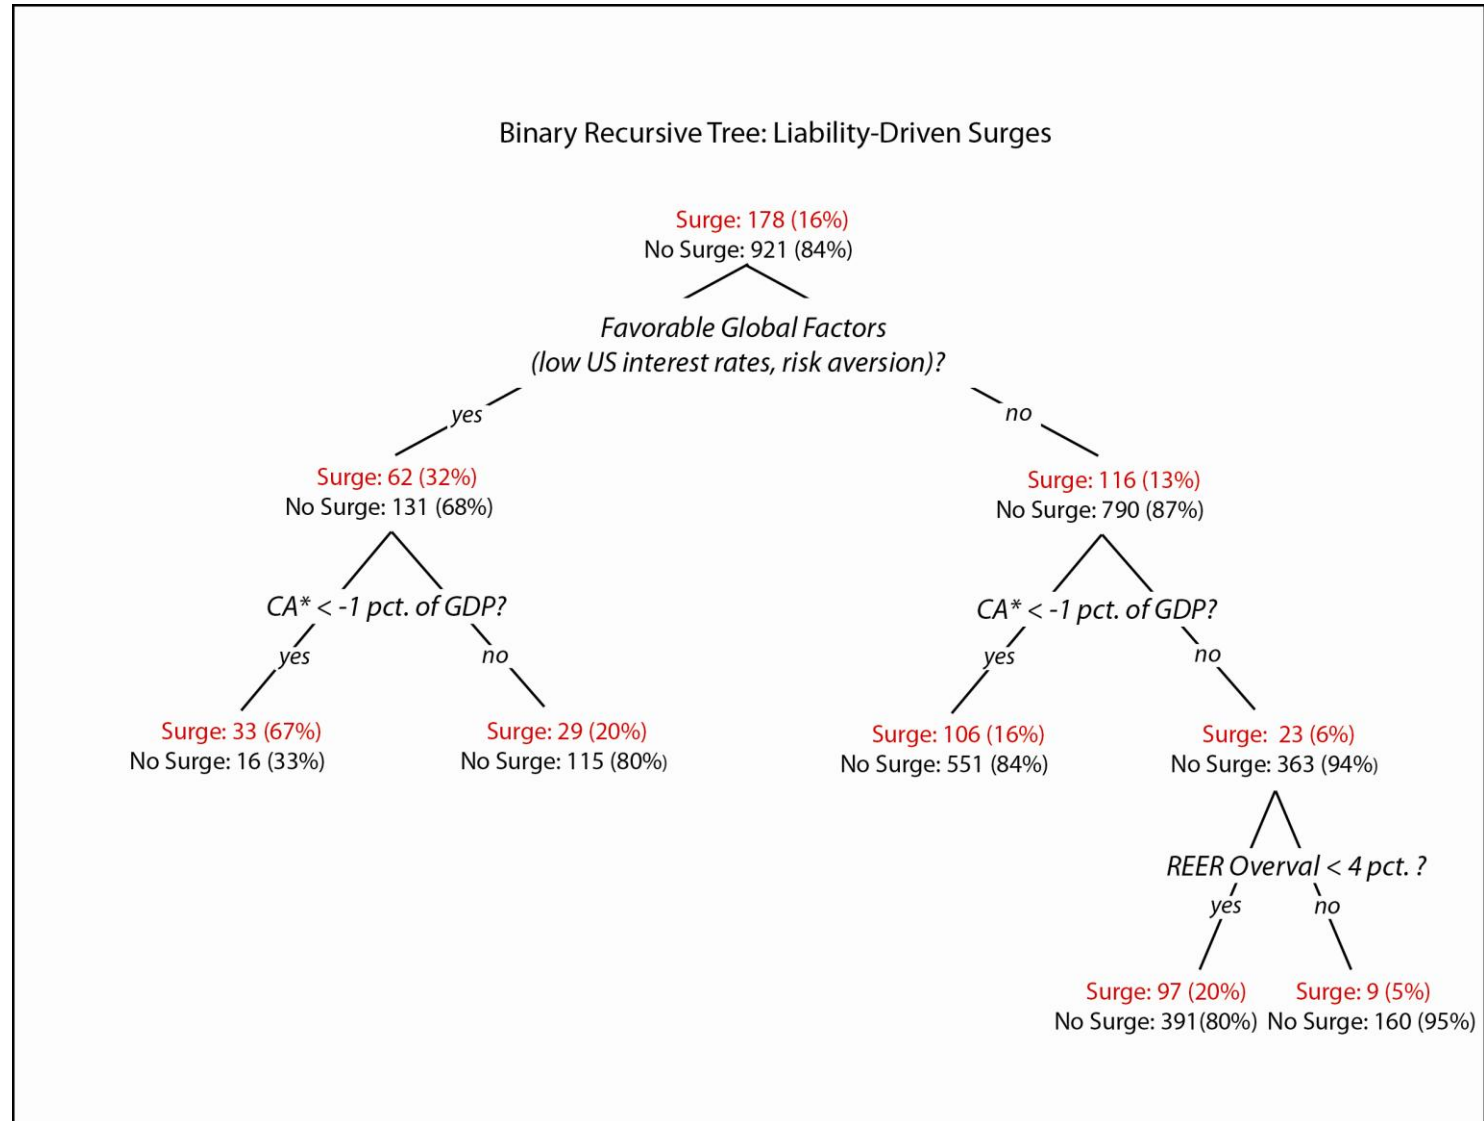 Binary Recursive Tree: Liability-Driven Surges
Surge: 178 (16%)
No Surge: 921 (84%)
Favorable Global Factors
(low US interest rates, risk aversion)?
yes
no
Surge: 62 (32%)
No Surge: 131 (68%)
Surge: 116 (13%)
No Surge: 790 (87%)
CA* < -1 pct. of GDP?
CA* < -1 pct. of GDP?
yes
no
yes
no
Surge: 33 (67%)
No Surge: 16 (33%)
Surge: 29 (20%)
No Surge: 115 (80%)
Surge: 106 (16%)
No Surge: 551 (84%)
Surge: 23 (6%)
No Surge: 363 (94%)
REER Overval < 4 pct. ?
yes
no
Surge: 97 (20%)
No Surge: 391(80%)
Surge: 9 (5%)
No Surge: 160 (95%)